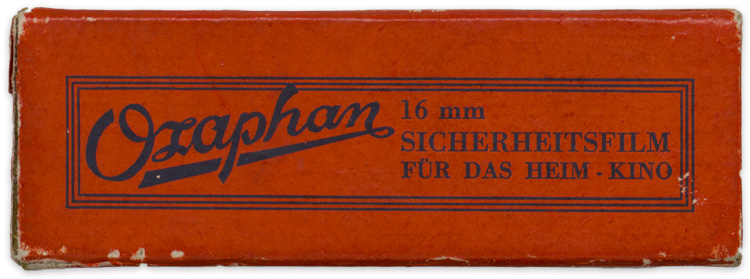 Ozaphan
16 mm
SICHERHEITSFILM
FÜR DAS HEIM-KINO